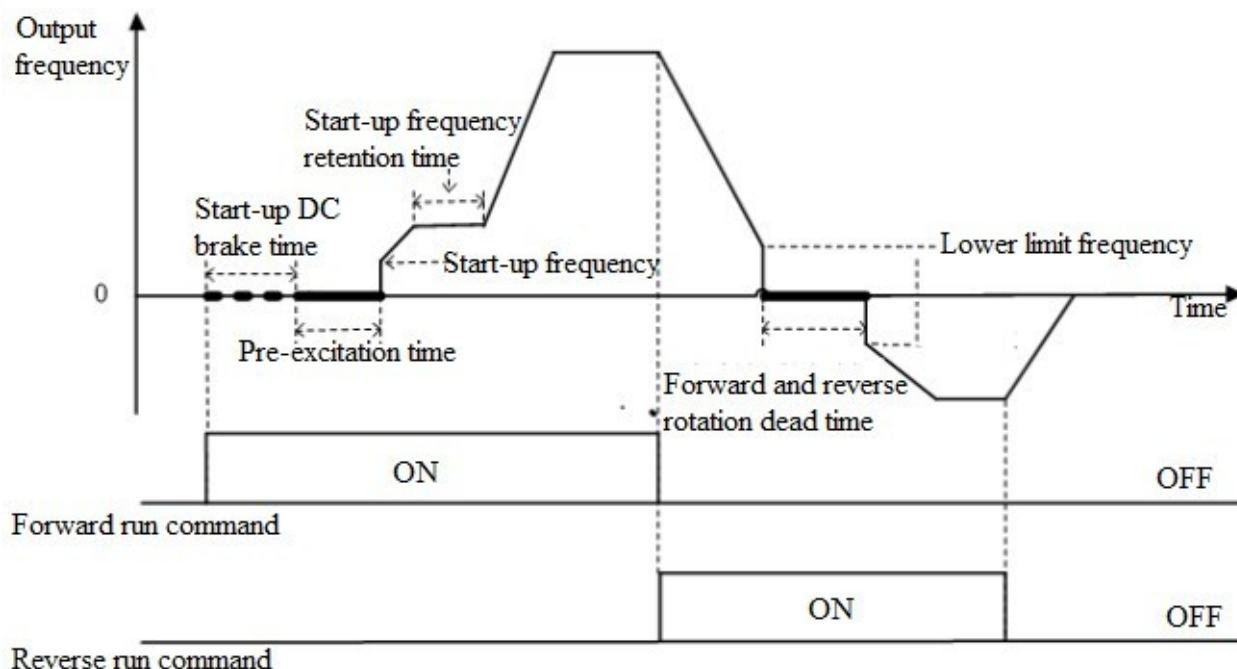 Output
frequency
Start-up frequency
retention time
Start-up DC
brake time
Start-up frequency
Lower limit frequency
0
Time
Pre-excitation time
Forward and reverse
rotation dead time
ON
OFF
Forward run command
ON
OFF
Reverse run command